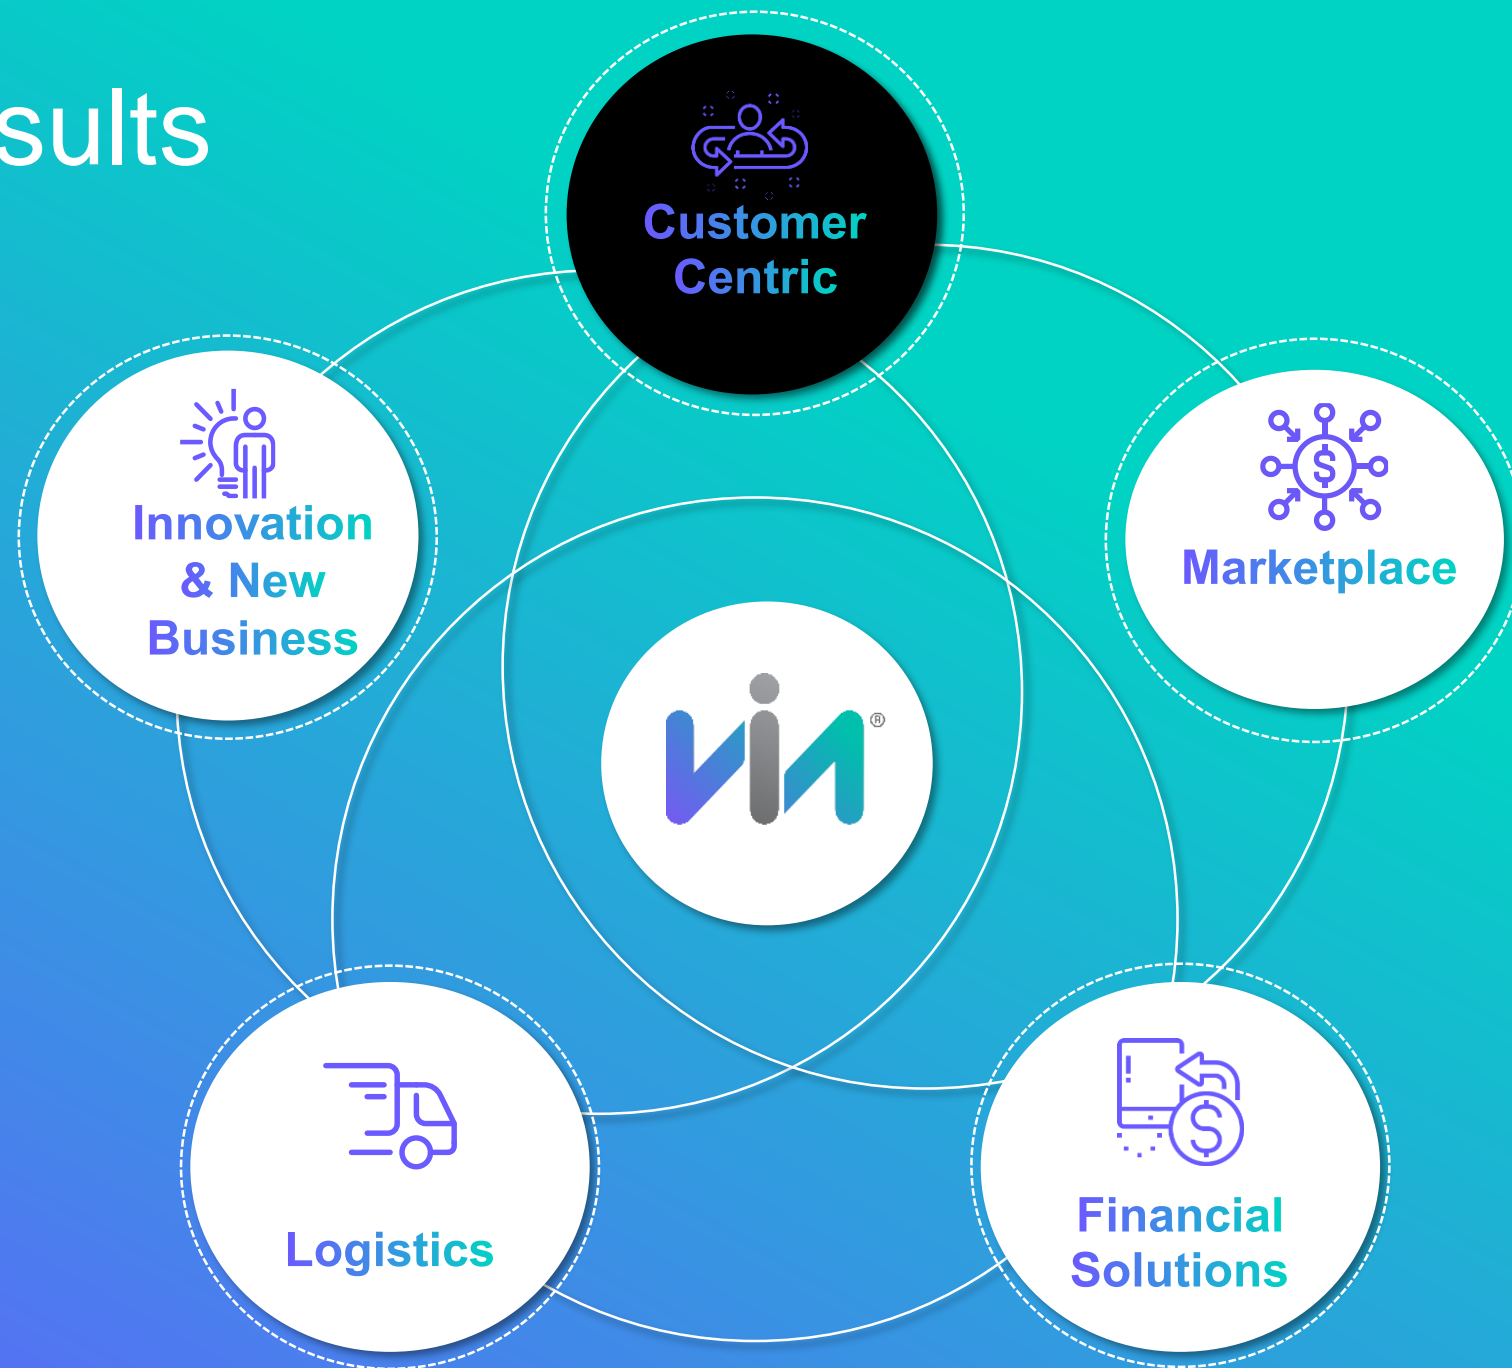 sults
Customer
Centric
Innovation
& New
Business
Marketplace
via®
Logistics
Financial
Solutions